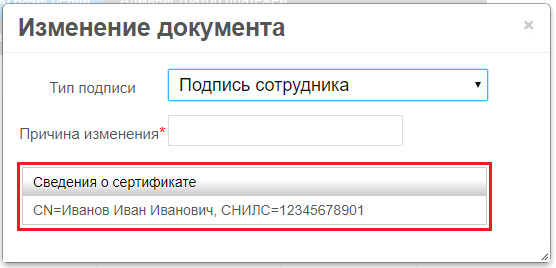 Изменение документа ×
Тип подписи Подпись сотрудника
Причина изменения*
Сведения о сертификате
CN=Иванов Иван Иванович, СНИЛС=12345678901